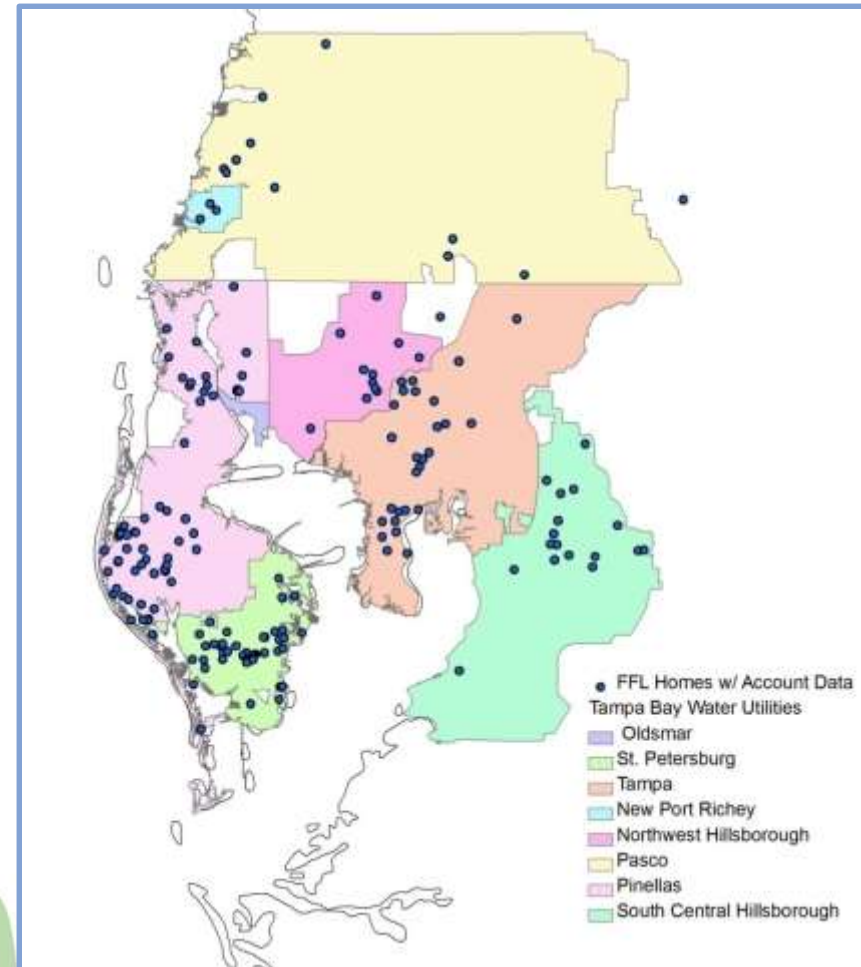 FFL Homes w/ Account Data
Tampa Bay Water Utilities
Oldsmar
St. Petersburg
Tampa
New Port Richey
Northwest Hillsborough
Pasco
Pinellas
South Central Hillsborough